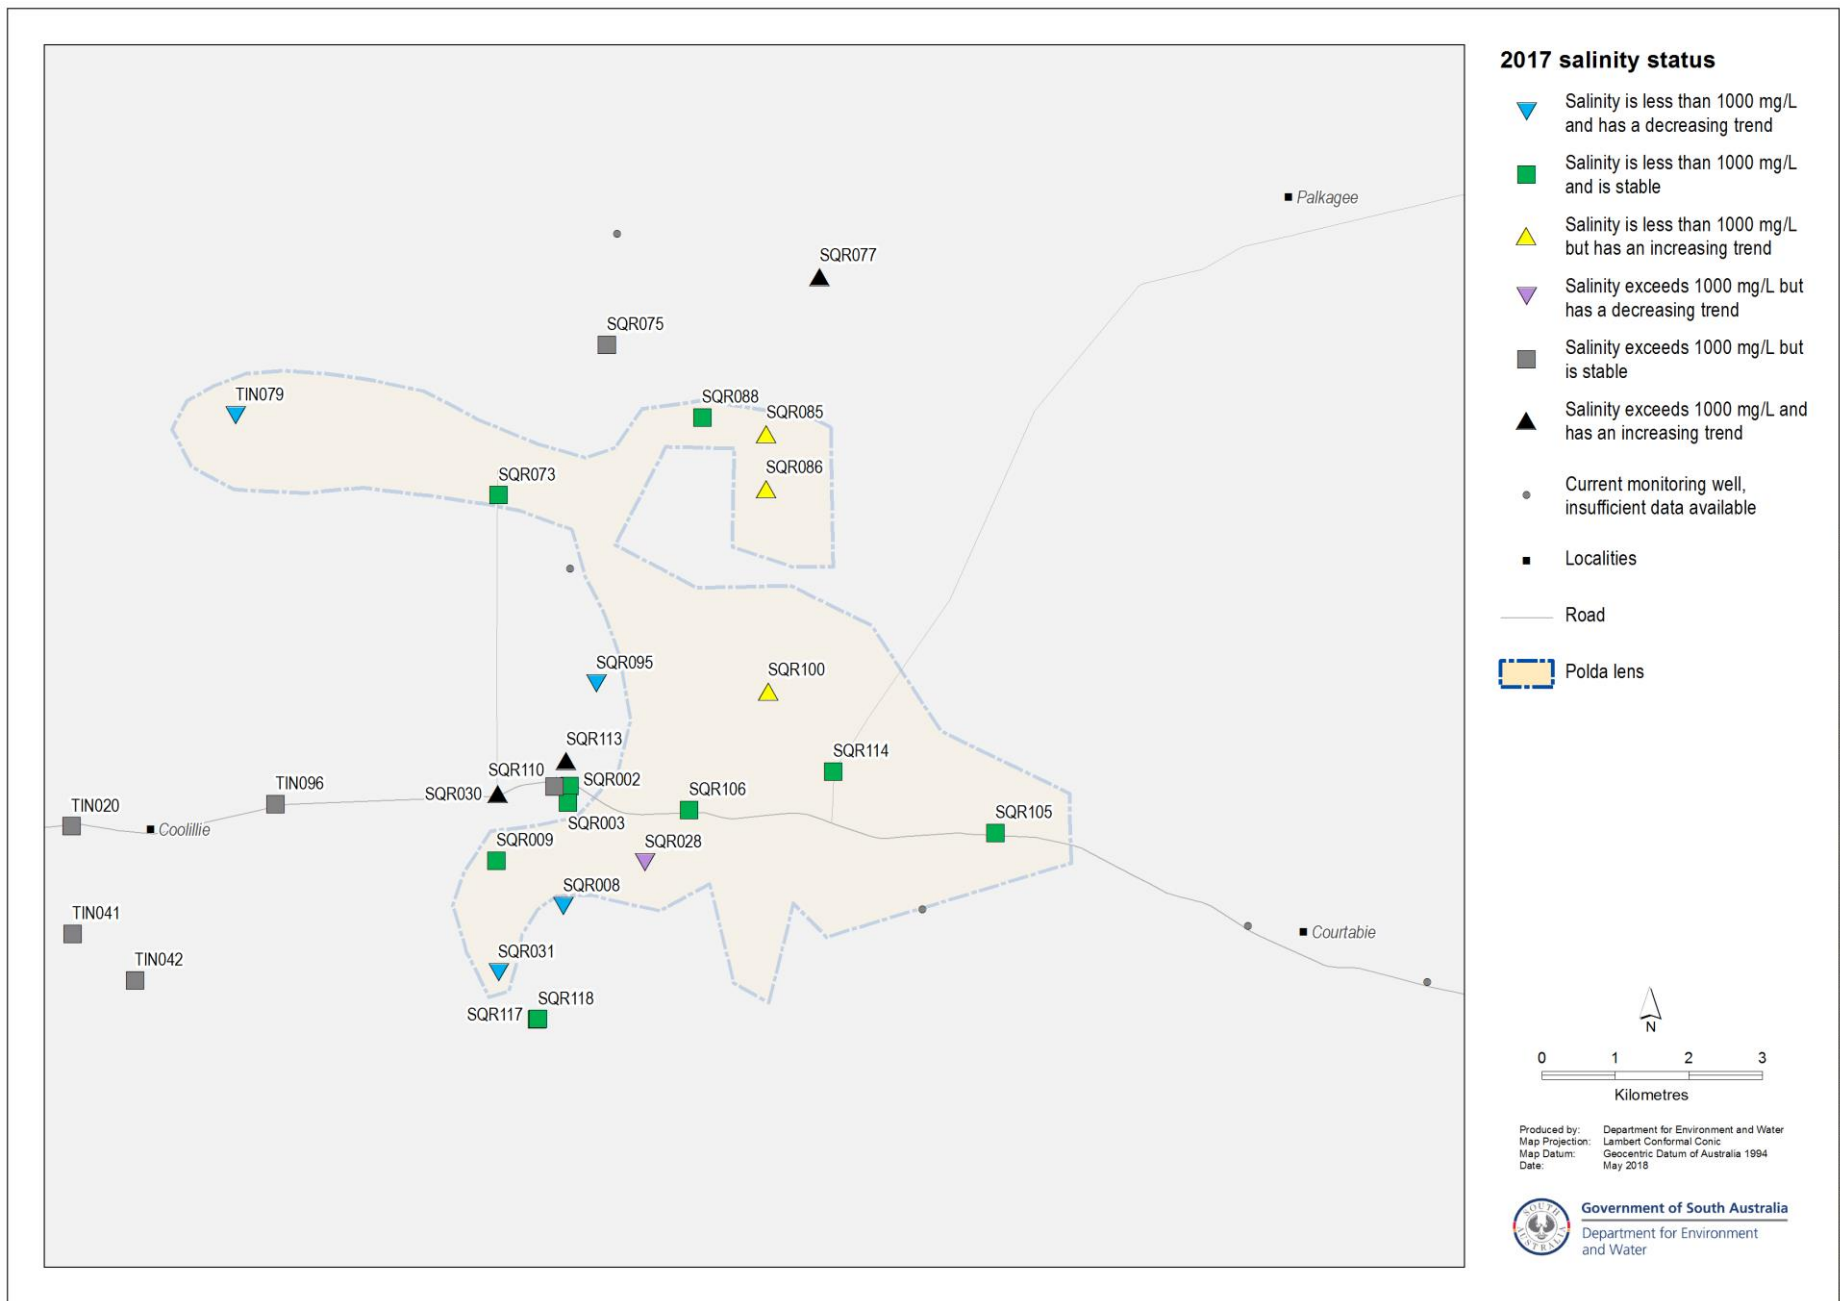 2017 salinity status
Salinity is less than 1000 mg/L
and has a decreasing trend
Salinity is less than 1000 mg/L
and is stable
Salinity is less than 1000 mg/L
but has an increasing trend
Salinity exceeds 1000 mg/L but
has a decreasing trend
Salinity exceeds 1000 mg/L but
is stable
Salinity exceeds 1000 mg/L and
has an increasing trend
Current monitoring well,
insufficient data available
Localities
Road
Polda lens
Palkagee
SQR077
SQR075
TIN079
SQR088
SQR085
SQR086
SQR073
SQR095
SQR100
SQR113
SQR114
SQR110
SQR002
TIN096
SQR030
SQR106
TIN020
Coolillie
SQR003
SQR105
SQR009
SQR028
SQR008
TIN041
Courtabie
SQR031
TIN042
SQR118
SQR117
N
0 1 2 3
Kilometres
Produced by: Department for Environment and Water
Map Projection: Lambert Conformal Conic
Map Datum: Geocentric Datum of Australia 1994
Date: May 2018
SOUTH
AUSTRALIA
Government of South Australia
Department for Environment
and Water